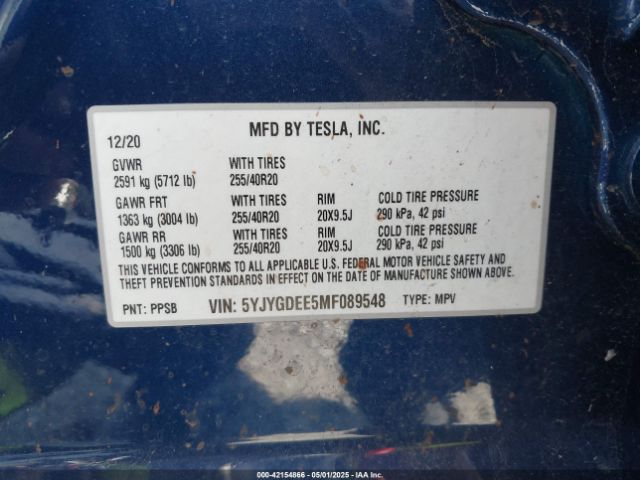 MFD BY TESLA, INC.
12/20
GVWR WITH TIRES
2591 kg (5712 lb) 255/40R20
GAWR FRT WITH TIRES RIM COLD TIRE PRESSURE
1363 kg (3004 lb) 255/40R20 20X9.5J 290 kPa, 42 psi
GAWR RR WITH TIRES RIM COLD TIRE PRESSURE
1500 kg (3306 lb) 255/40R20 20X9.5J 290 kPa, 42 psi
THIS VEHICLE CONFORMS TO ALL APPLICABLE U.S. FEDERAL MOTOR VEHICLE SAFETY AND
THEFT PREVENTION STANDARDS IN EFFECT ON THE DATE OF MANUFACTURE SHOWN ABOVE.
PNT: PPSB VIN: 5YJYGDEE5MF089548 TYPE: MPV
000-42154866 - 05/01/2025 - IAA Inc.